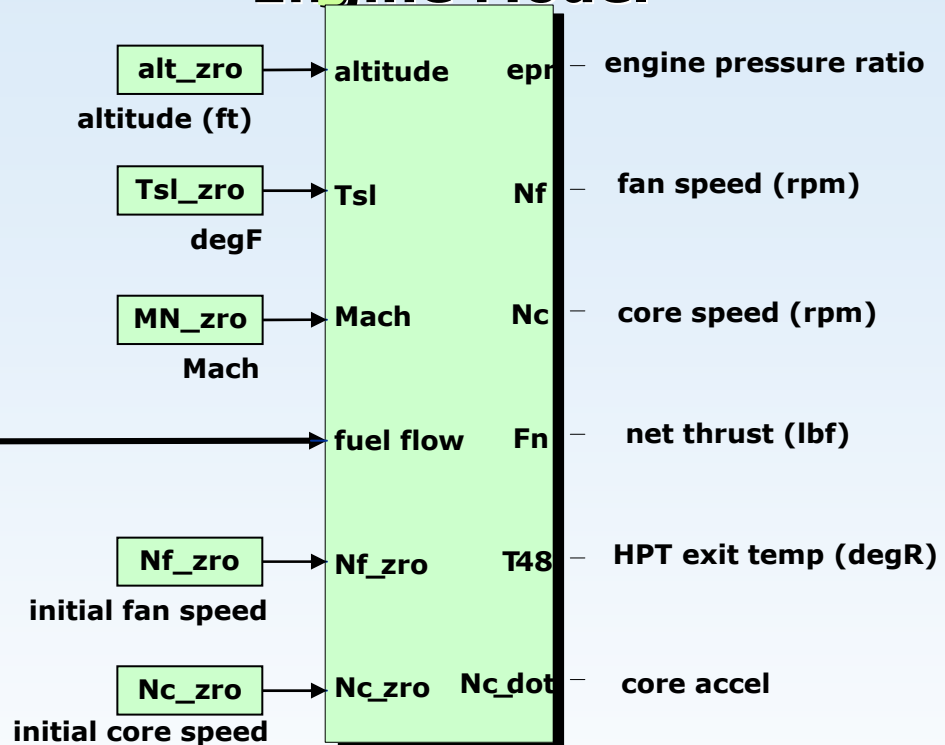 alt_zro altitude epr engine pressure ratio
altitude (ft)
Tsl_zro Tsl Nf fan speed (rpm)
degF
MN_zro Mach Nc core speed (rpm)
Mach
fuel flow Fn net thrust (lbf)
Nf_zro Nf_zro T48 HPT exit temp (degR)
initial fan speed
Nc_zro Nc_zro Nc_dot core accel
initial core speed